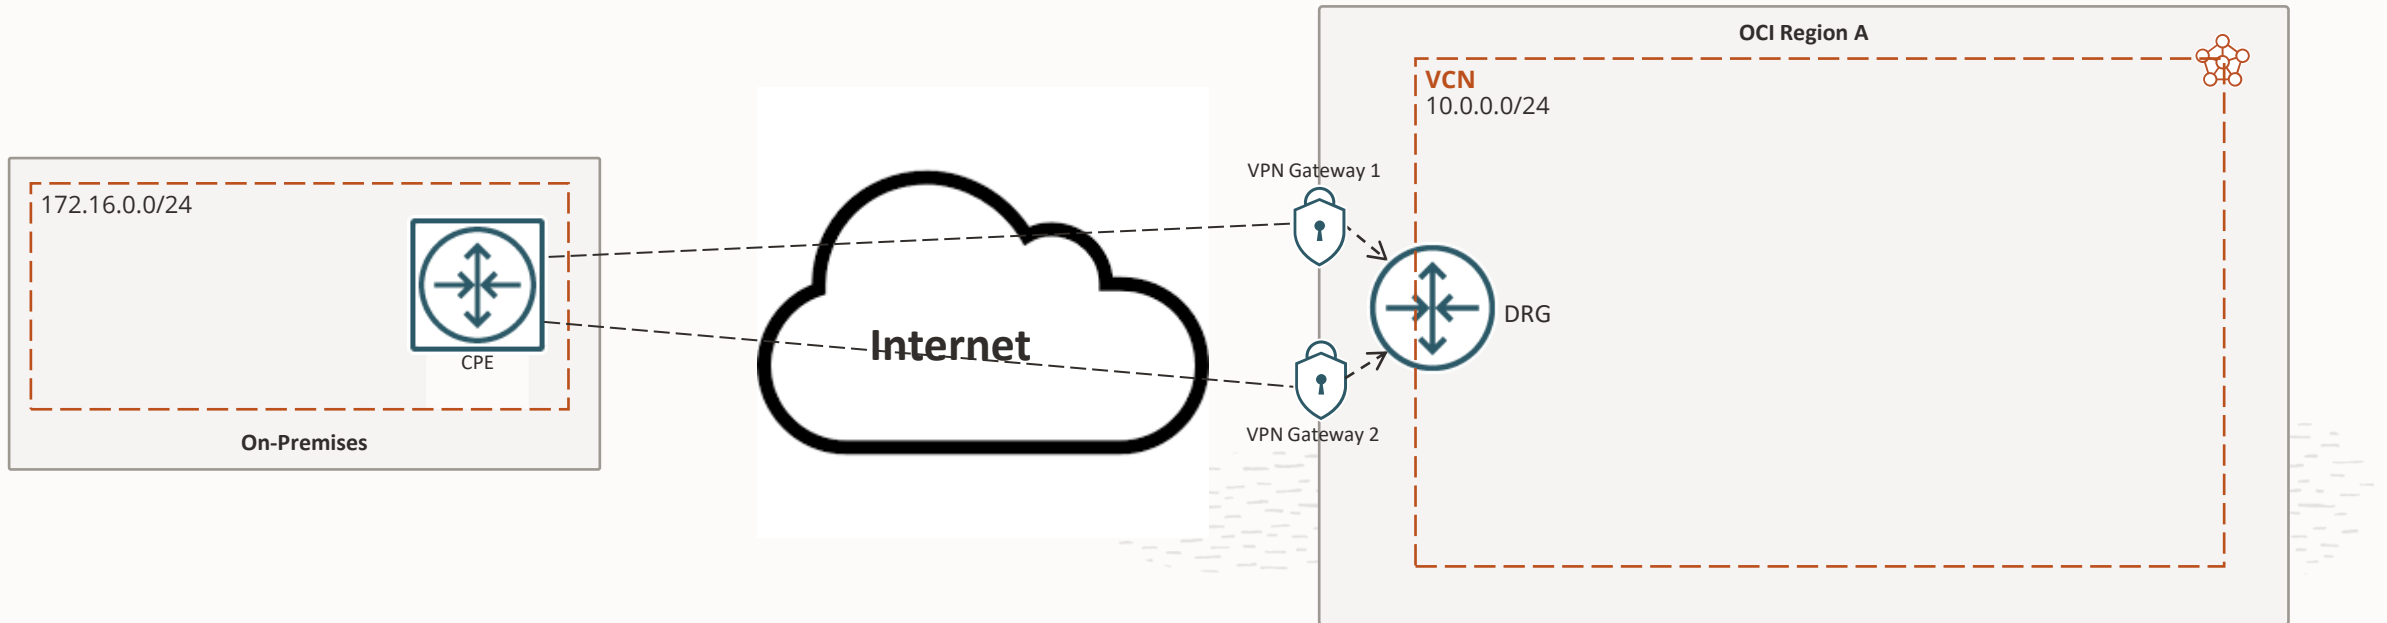 OCI Region A
VCN
10.0.0.0/24
VPN Gateway 1
172.16.0.0/24
CPE
On-Premises
Internet
DRG
VPN Gateway 2